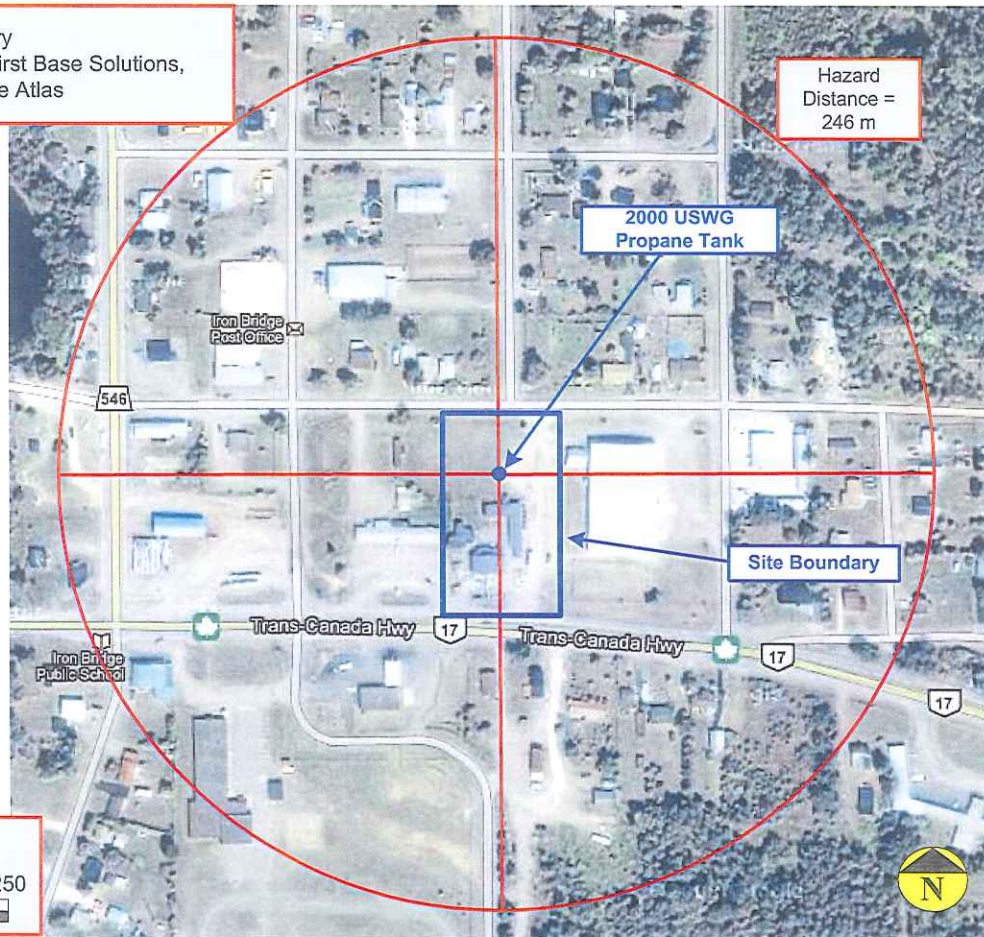 ry
irst Base Solutions,
e Atlas
Hazard
Distance =
246 m
2000 USWG
Propane Tank
Iron Bridge
Post Office
546
Site Boundary
Trans-Canada Hwy
17
Trans-Canada Hwy
17
17
Iron Bridge
Public School
250
N